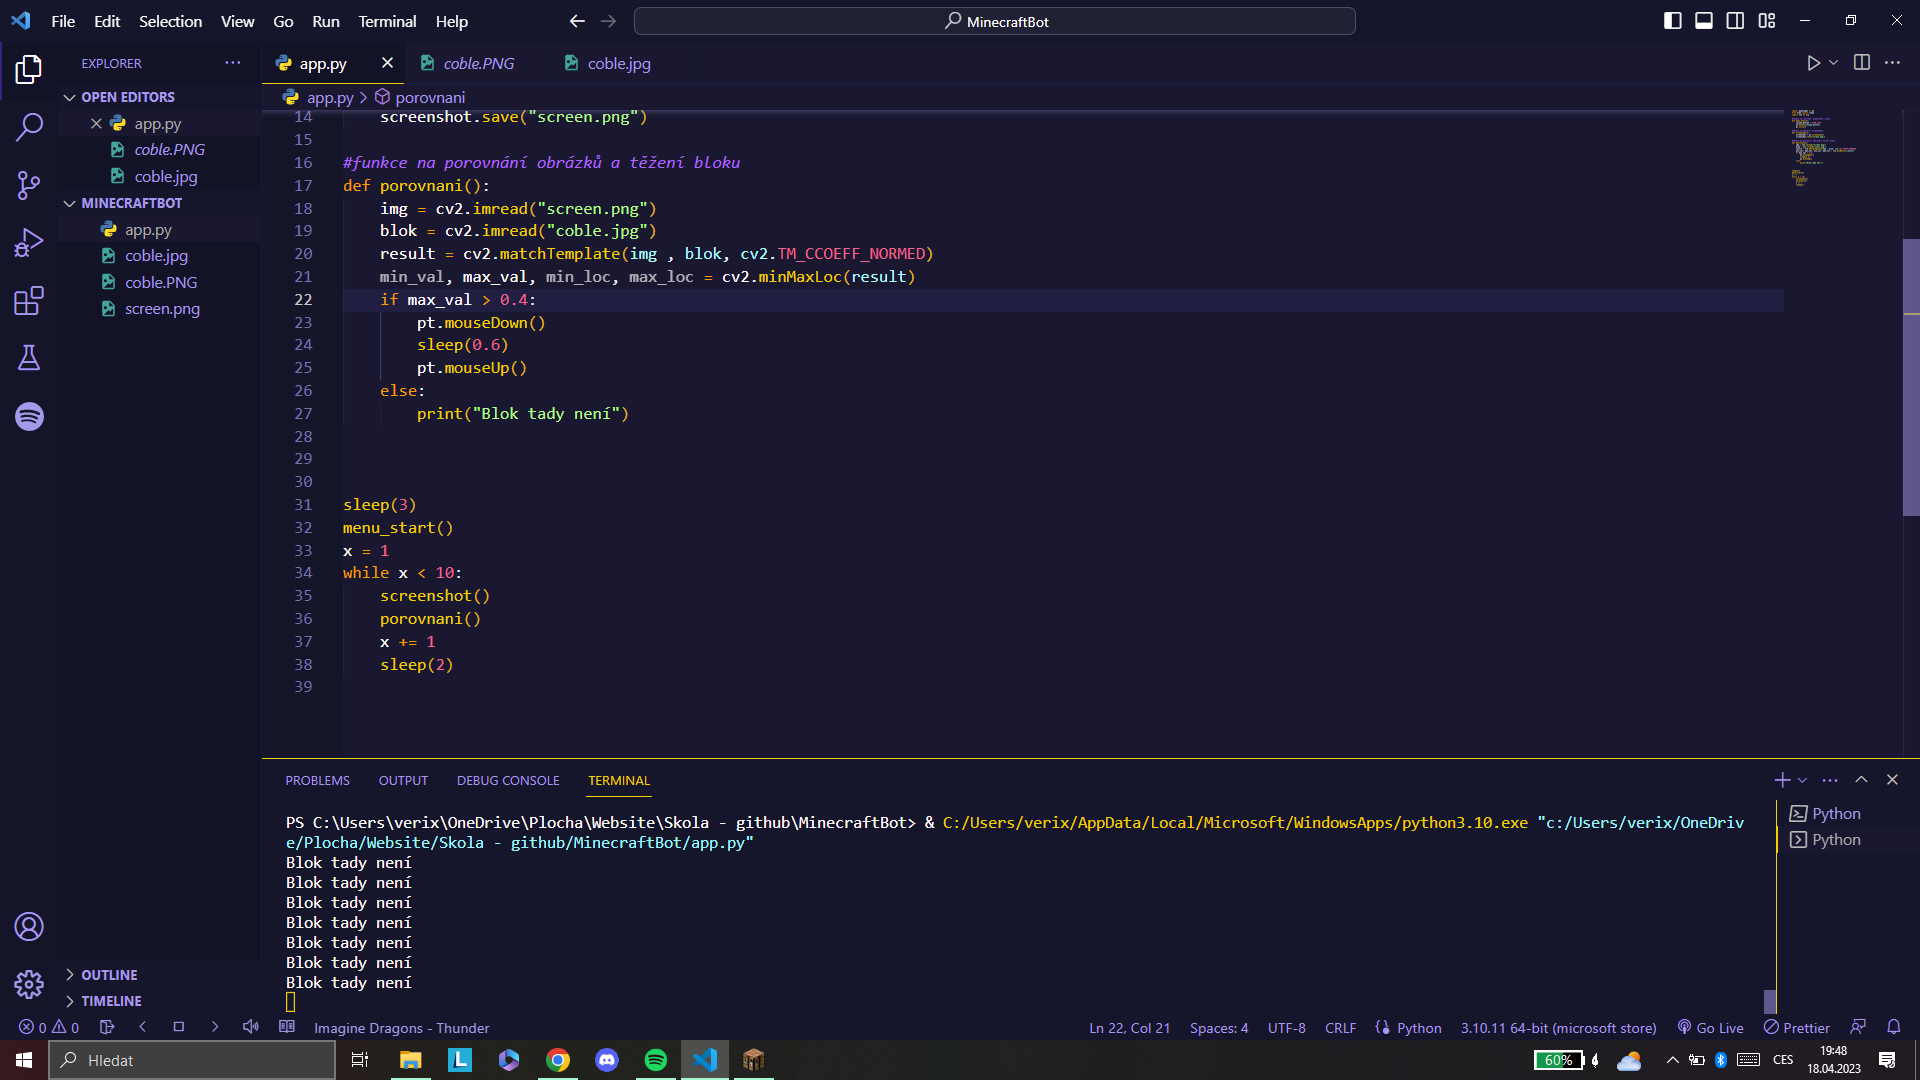 File Edit Selection View Go Run Terminal Help MinecraftBot
EXPLORER
OPEN EDITORS
app.py
coble.PNG
coble.jpg
MINECRAFTBOT
app.py
coble.jpg
coble.PNG
screen.png
OUTLINE
TIMELINE
app.py coble.PNG coble.jpg
app.py > porovnani
14 screenshot.save("screen.png")
15
16 #funkce na porovnání obrázků a těžení bloku
17 def porovnani():
18 img = cv2.imread("screen.png")
19 blok = cv2.imread("coble.jpg")
20 result = cv2.matchTemplate(img , blok, cv2.TM_CCOEFF_NORMED)
21 min_val, max_val, min_loc, max_loc = cv2.minMaxLoc(result)
22 if max_val > 0.4:
23 pt.mouseDown()
24 sleep(0.6)
25 pt.mouseUp()
26 else:
27 print("Blok tady není")
28
29
30
31 sleep(3)
32 menu_start()
33 x = 1
34 while x < 10:
35 screenshot()
36 porovnani()
37 x += 1
38 sleep(2)
39
PROBLEMS OUTPUT DEBUG CONSOLE TERMINAL
PS C:\Users\verix\OneDrive\Plocha\Website\Skola - github\MinecraftBot> & C:/Users/verix/AppData/Local/Microsoft/WindowsApps/python3.10.exe "c:/Users/verix/OneDriv
e/Plocha/Website/Skola - github/MinecraftBot/app.py"
Blok tady není
Blok tady není
Blok tady není
Blok tady není
Blok tady není
Blok tady není
Blok tady není
Python
Python
0 0 Imagine Dragons - Thunder Ln 22, Col 21 Spaces: 4 UTF-8 CRLF Python 3.10.11 64-bit (microsoft store) Go Live Prettier
Hledat
60% CES
19:48
18.04.2023